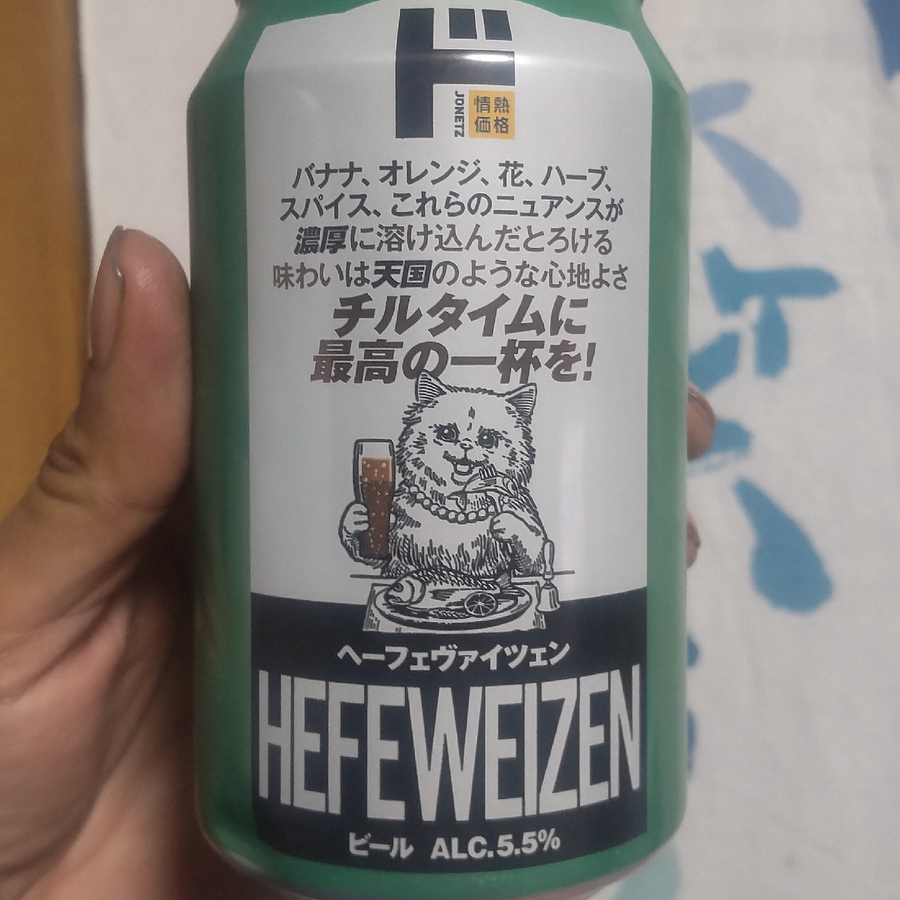 ド
JONETZ
情熱
価格
バナナ、オレンジ、花、ハーブ、
スパイス、これらのニュアンスが
濃厚に溶け込んだとろける
味わいは天国のような心地よさ
チルタイムに
最高の一杯を!
ヘーフェヴァイツェン
HEFEWEIZEN
ビール ALC.5.5%